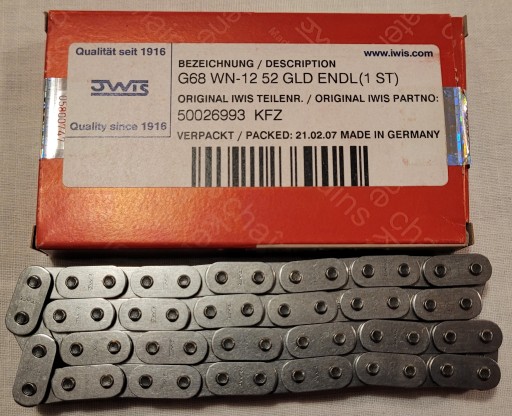 Qualität seit 1916
JWIS
Quality since 1916
www.iwis.com
BEZEICHNUNG / DESCRIPTION
G68 WN-12 52 GLD ENDL(1 ST)
ORIGINAL IWIS TEILENR. / ORIGINAL IWIS PARTNO:
50026993 KFZ
VERPACKT / PACKED: 21.02.07 MADE IN GERMANY